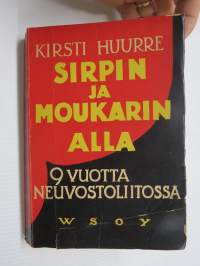 KIRSTI HUURRE
SIRPIN
JA
MOUKARIN
ALLA
9 VUOTTA
NEUVOSTOLIITOSSA
WSOY